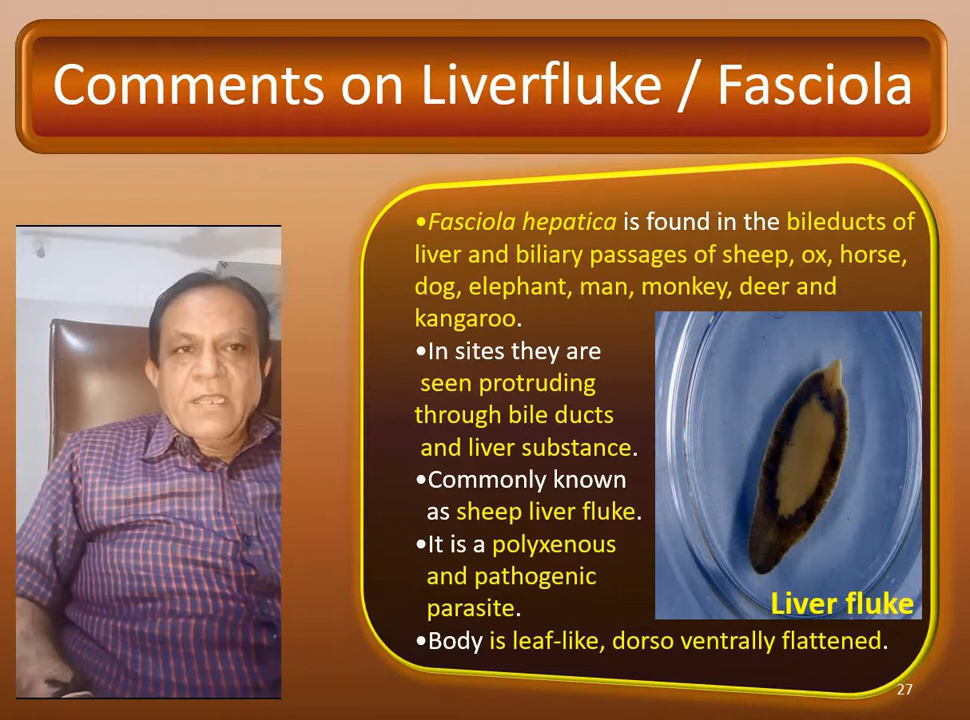 Comments on Liverfluke / Fasciola
•Fasciola hepatica is found in the bileducts of
liver and biliary passages of sheep, ox, horse,
dog, elephant, man, monkey, deer and
kangaroo.
•In sites they are
seen protruding
through bile ducts
and liver substance.
•Commonly known
as sheep liver fluke.
•It is a polyxenous
and pathogenic
parasite.
Liver fluke
•Body is leaf-like, dorso ventrally flattened.
27